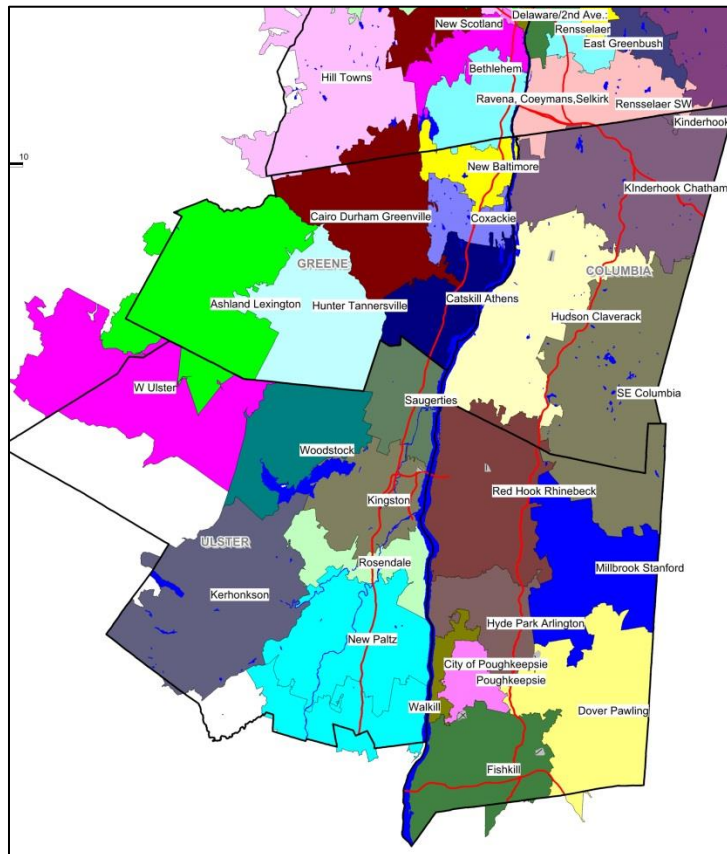 Delaware/2nd Ave.:
New Scotland
Rensselaer
East Greenbush
Bethlehem
Hill Towns
Ravena, Coeymans,Selkirk
Rensselaer SW
Kinderhook
10
New Baltimore
KInderhook Chatham
Cairo Durham Greenville
Coxackie
GREENE
COLUMBIA
Ashland Lexington
Hunter Tannersville
Catskill Athens
Hudson Claverack
W Ulster
SE Columbia
Saugerties
Woodstock
Red Hook Rhinebeck
Kingston
ULSTER
Rosendale
Millbrook Stanford
Kerhonkson
Hyde Park Arlington
New Paltz
City of Poughkeepsie
Poughkeepsie
Walkill
Dover Pawling
Fishkill